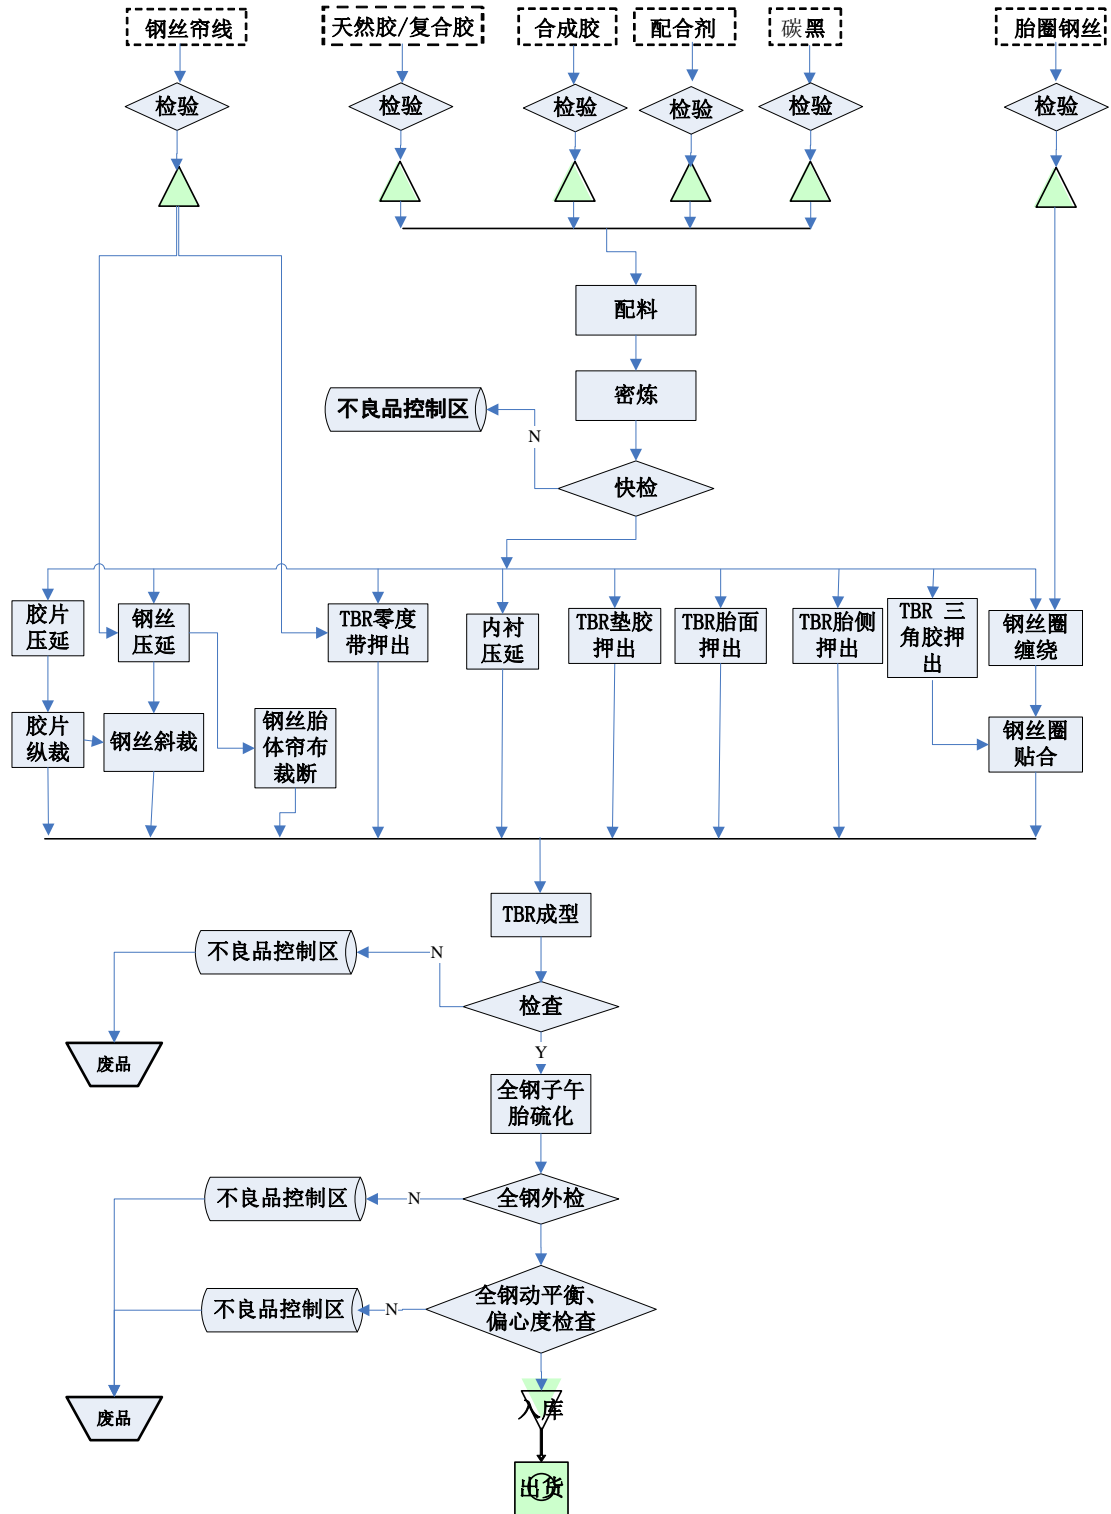 钢丝帘线
天然胶/复合胶
合成胶
配合剂
碳黑
胎圈钢丝
检验
检验
检验
检验
检验
检验
配料
密炼
不良品控制区
N
快检
胶片
压延
钢丝
压延
TBR零度
带押出
内衬
压延
TBR垫胶
押出
TBR胎面
押出
TBR胎侧
押出
TBR 三
角胶押
出
钢丝圈
缠绕
胶片
纵裁
钢丝斜裁
钢丝胎
体帘布
裁断
钢丝圈
贴合
TBR成型
不良品控制区
N
检查
废品
Y
全钢子午
胎硫化
不良品控制区
N
全钢外检
不良品控制区
N
全钢动平衡、
偏心度检查
废品
入库
出货